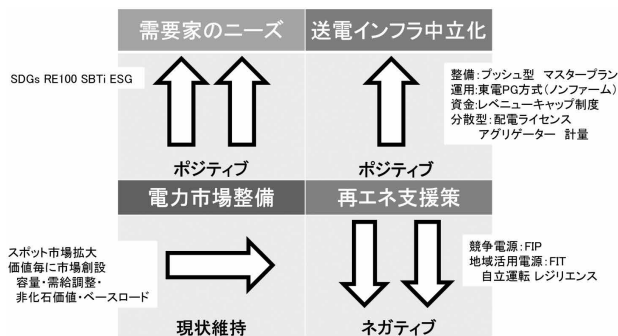 需要家のニーズ
送電インフラ中立化
SDGs RE100 SBTi ESG
整備:プッシュ型 マスタープラン
運用:東電PG方式(ノンファーム)
資金:レベニューキャップ制度
分散型:配電ライセンス
アグリゲーター 計量
ポジティブ
ポジティブ
電力市場整備
再エネ支援策
スポット市場拡大
価値毎に市場創設
容量・需給調整・
非化石価値・ベースロード
競争電源:FIP
地域活用電源:FIT
自立運転 レジリエンス
現状維持
ネガティブ